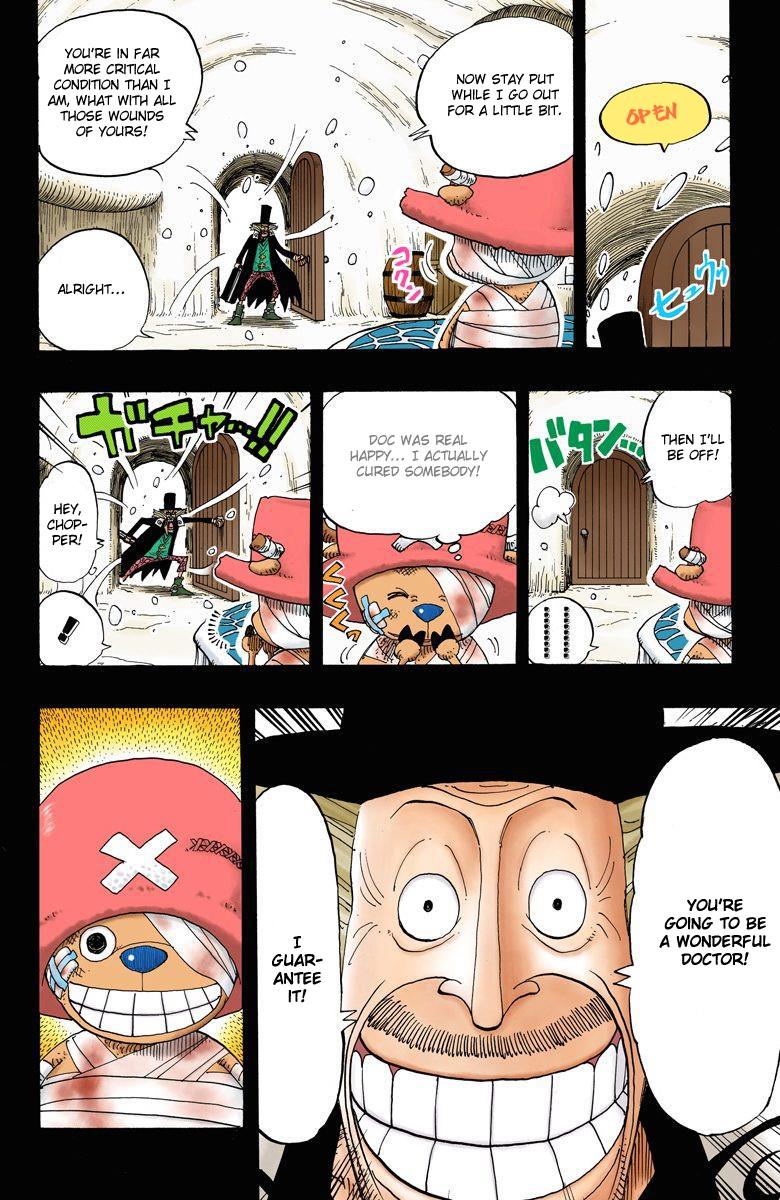 OPEN
ヒュウゥ
NOW STAY PUT
WHILE I GO OUT
FOR A LITTLE BIT.
YOU'RE IN FAR
MORE CRITICAL
CONDITION THAN I
AM, WHAT WITH ALL
THOSE WOUNDS
OF YOURS!
コクン
ALRIGHT...
THEN I'LL
BE OFF!
バタン…
!!
DOC WAS REAL
HAPPY... I ACTUALLY
CURED SOMEBODY!
ガチャ…!!
HEY,
CHOP-
PER!
!
YOU'RE
GOING TO BE
A WONDERFUL
DOCTOR!
I
GUAR-
ANTEE
IT!